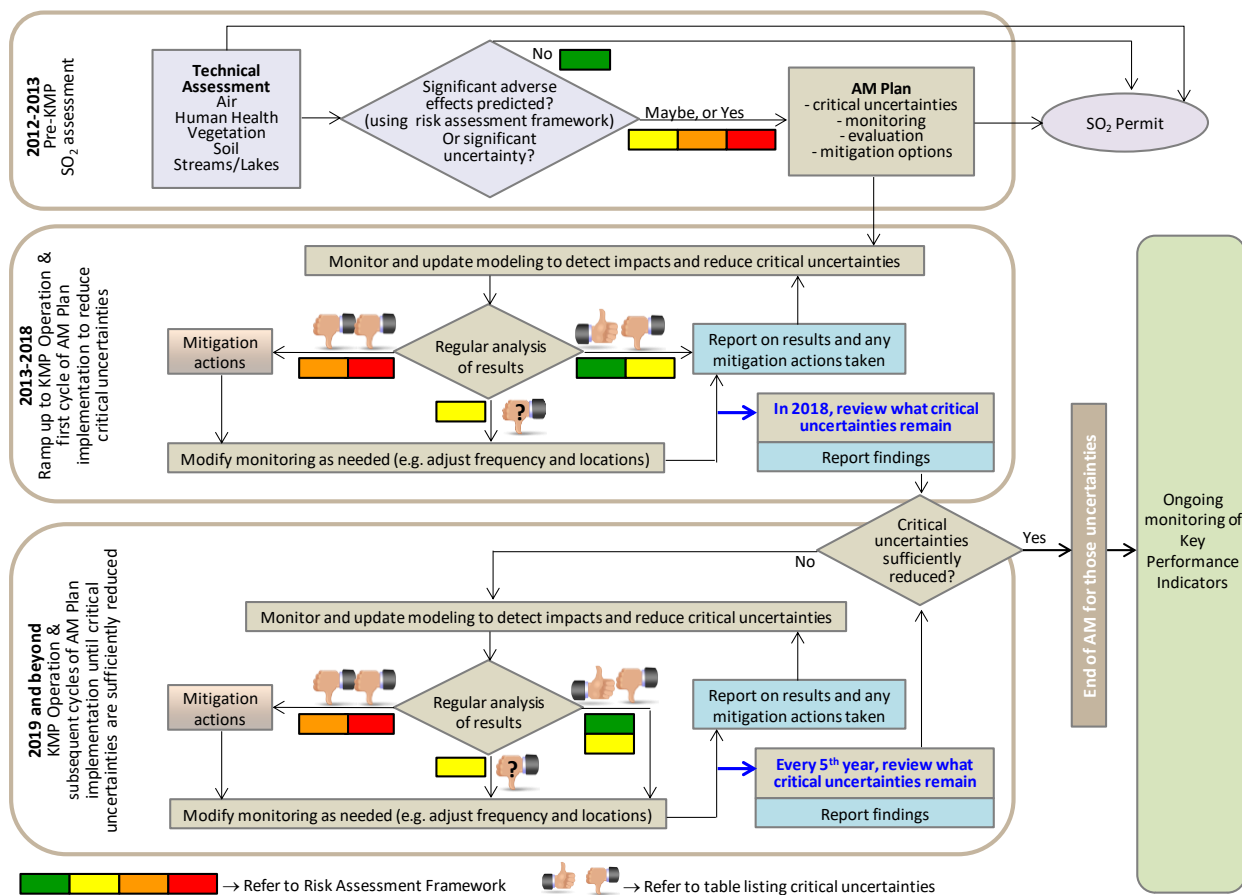 2012-2013
Pre-KMP
SO₂ assessment
Technical
Assessment
Air
Human Health
Vegetation
Soil
Streams/Lakes
Significant adverse
effects predicted?
(using risk assessment framework)
Or significant
uncertainty?
No
Maybe, or Yes
AM Plan
- critical uncertainties
- monitoring
- evaluation
- mitigation options
SO₂ Permit
2013-2018
Ramp up to KMP Operation &
first cycle of AM Plan
implementation to reduce
critical uncertainties
Monitor and update modeling to detect impacts and reduce critical uncertainties
Mitigation
actions
Regular analysis
of results
?
Report on results and any
mitigation actions taken
Modify monitoring as needed (e.g. adjust frequency and locations)
In 2018, review what critical
uncertainties remain
Report findings
Critical
uncertainties
sufficiently
reduced?
Yes
No
End of AM for those uncertainties
Ongoing
monitoring of
Key
Performance
Indicators
2019 and beyond
KMP Operation &
subsequent cycles of AM Plan
implementation until critical
uncertainties are sufficiently reduced
Monitor and update modeling to detect impacts and reduce critical uncertainties
Mitigation
actions
Regular analysis
of results
?
Report on results and any
mitigation actions taken
Modify monitoring as needed (e.g. adjust frequency and locations)
Every 5th year, review what
critical uncertainties remain
Report findings
→ Refer to Risk Assessment Framework
→ Refer to table listing critical uncertainties